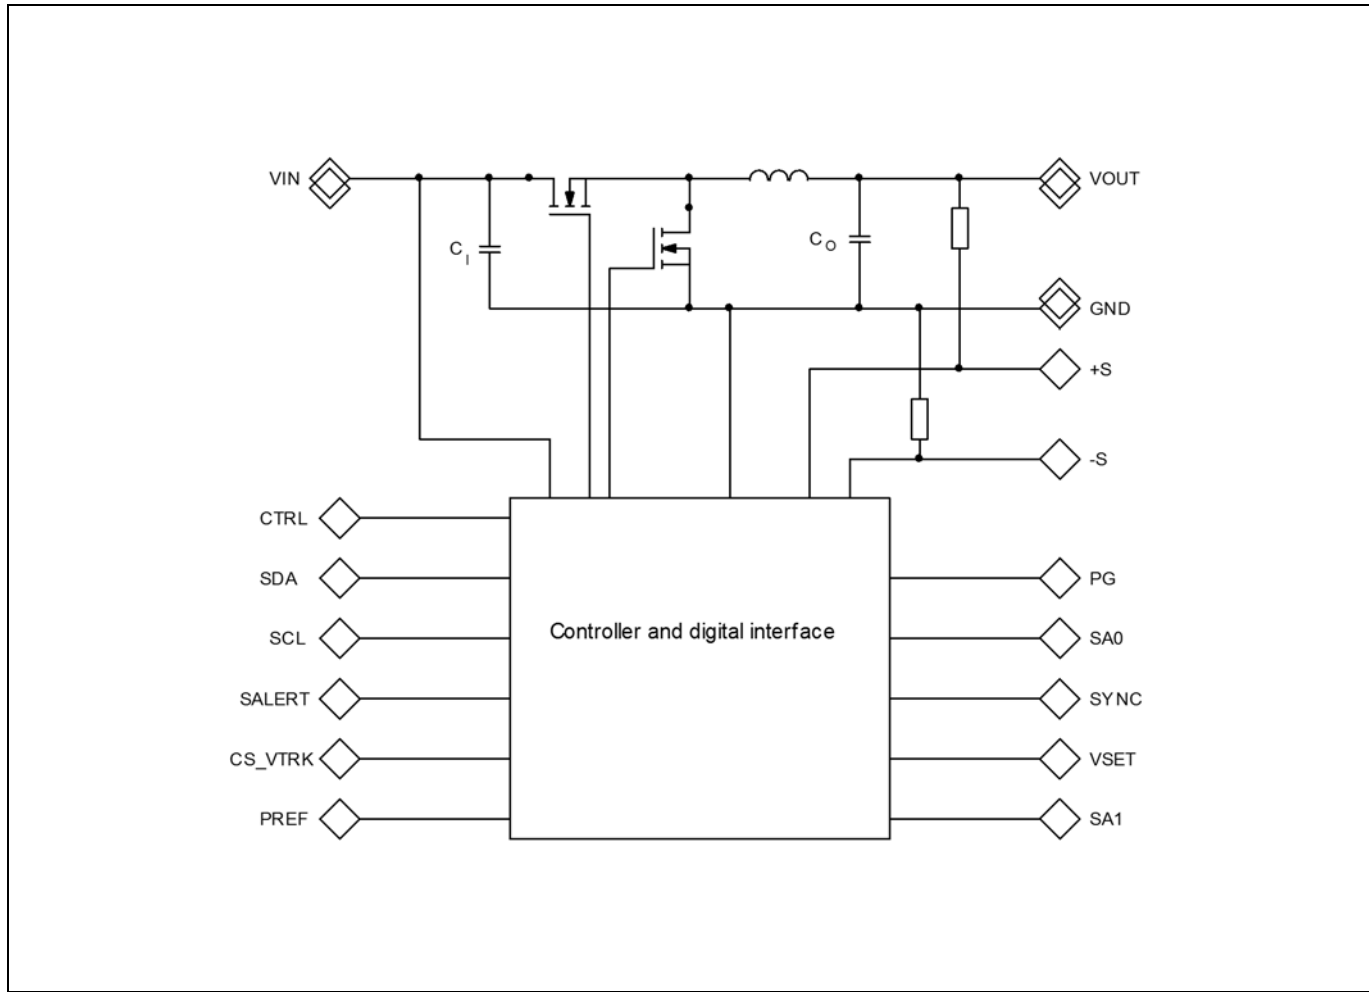 VIN
VOUT
C I
C O
GND
+S
-S
CTRL
SDA
PG
Controller and digital interface
SCL
SA0
SALERT
SYNC
CS_VTRK
VSET
PREF
SA1